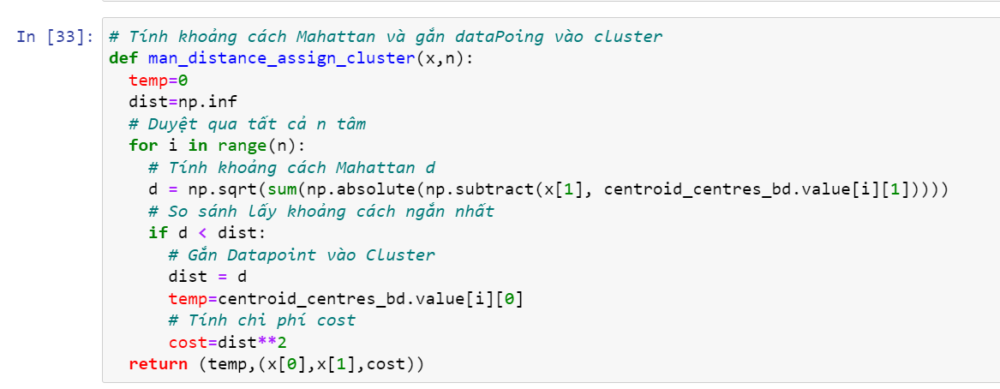 In [33]: # Tính khoảng cách Mahattan và gắn dataPoing vào cluster
def man_distance_assign_cluster(x,n):
  temp=0
  dist=np.inf
  # Duyệt qua tất cả n tâm
  for i in range(n):
    # Tính khoảng cách Mahattan d
    d = np.sqrt(sum(np.absolute(np.subtract(x[1], centroid_centres_bd.value[i][1]))))
    # So sánh lấy khoảng cách ngắn nhất
    if d < dist:
      # Gắn Datapoint vào Cluster
      dist = d
      temp=centroid_centres_bd.value[i][0]
      # Tính chi phí cost
      cost=dist**2
  return (temp,(x[0],x[1],cost))